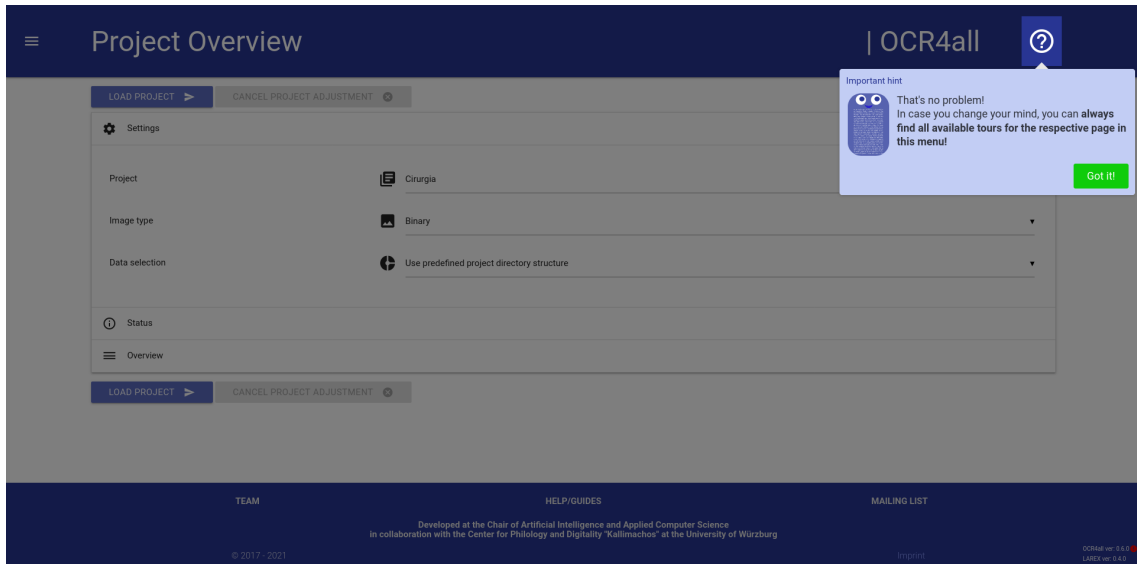 Project Overview
| OCR4all
Important hint
That's no problem!
In case you change your mind, you can always
find all available tours for the respective page in
this menu!
Got it!
LOAD PROJECT
CANCEL PROJECT ADJUSTMENT
Settings
Project
Cirurgia
Image type
Binary
Data selection
Use predefined project directory structure
Status
Overview
LOAD PROJECT
CANCEL PROJECT ADJUSTMENT
TEAM
HELP/GUIDES
MAILING LIST
Developed at the Chair of Artificial Intelligence and Applied Computer Science
in collaboration with the Center for Philology and Digitality "Kallimachos" at the University of Würzburg
© 2017 - 2021
Imprint
OCR4all ver: 0.6.0
LAREX ver: 0.4.0